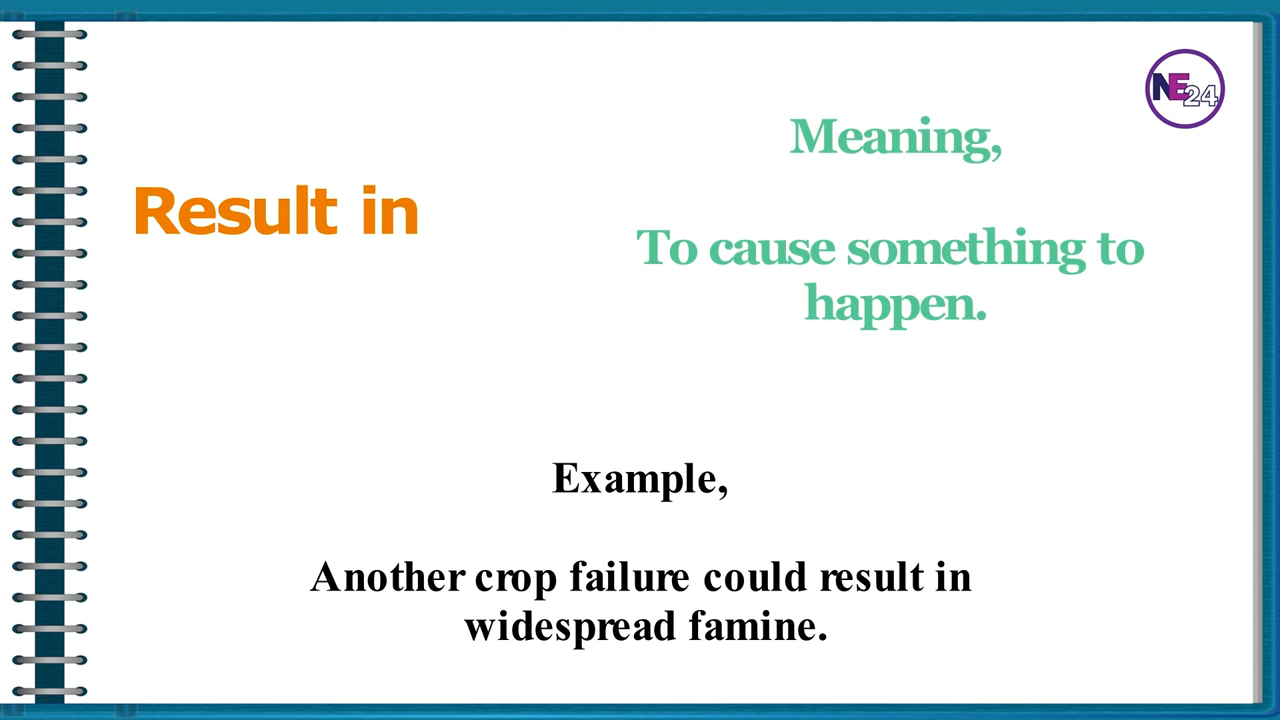 NE24
Meaning,
Result in
To cause something to
happen.
Example,
Another crop failure could result in
widespread famine.